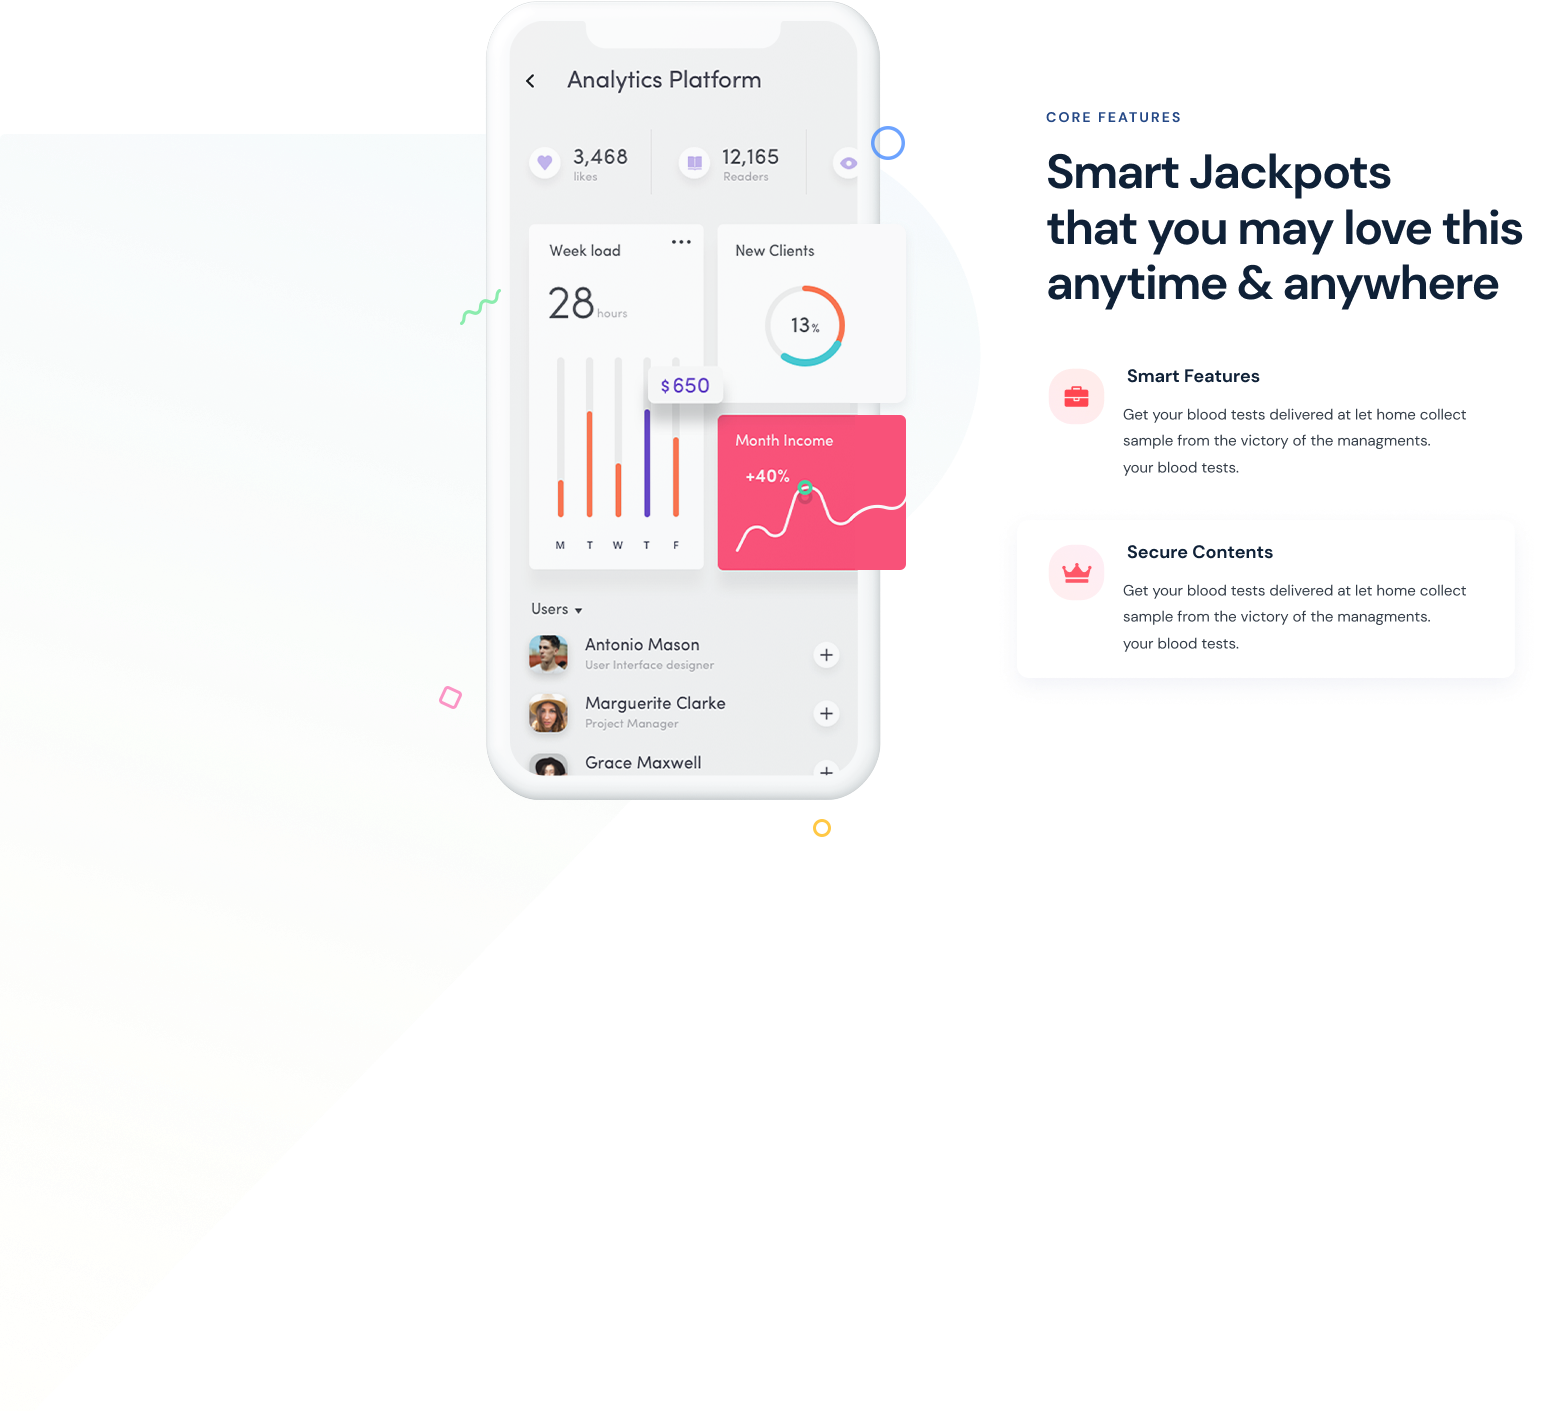 Analytics Platform
3,468
likes
12,165
Readers
Week load
28 hours
$650
M T W T F
New Clients
13%
Month Income
+40%
Users
Antonio Mason
User Interface designer
Marguerite Clarke
Project Manager
Grace Maxwell
CORE FEATURES
Smart Jackpots
that you may love this
anytime & anywhere
Smart Features
Get your blood tests delivered at let home collect
sample from the victory of the managments.
your blood tests.
Secure Contents
Get your blood tests delivered at let home collect
sample from the victory of the managments.
your blood tests.